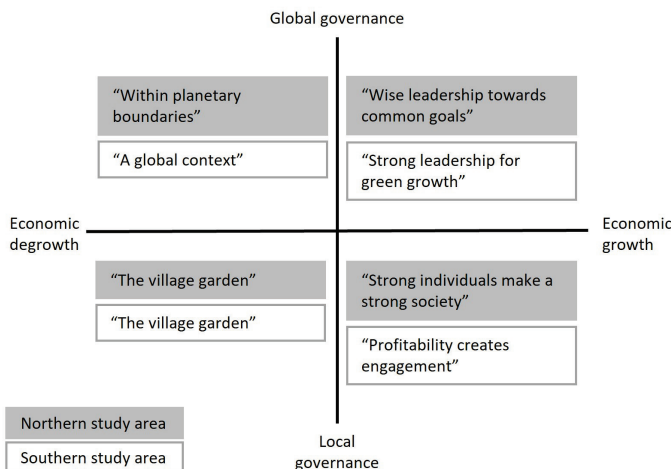 Global governance
“Within planetary
boundaries”
“A global context”
“Wise leadership towards
common goals”
“Strong leadership for
green growth”
Economic
degrowth
Economic
growth
“The village garden”
“The village garden”
“Strong individuals make a
strong society”
“Profitability creates
engagement”
Northern study area
Southern study area
Local
governance